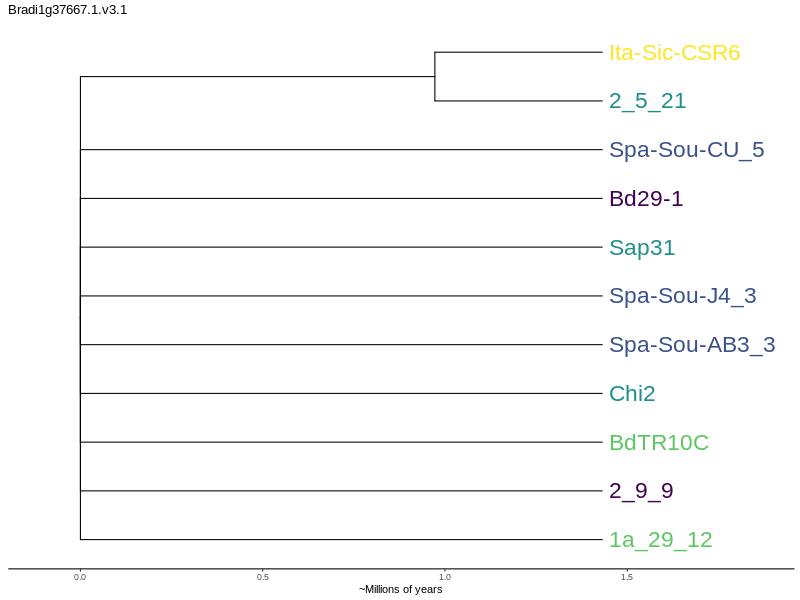 Bradi1g37667.1.v3.1
Ita-Sic-CSR6
2_5_21
Spa-Sou-CU_5
Bd29-1
Sap31
Spa-Sou-J4_3
Spa-Sou-AB3_3
Chi2
BdTR10C
2_9_9
1a_29_12
0.0 0.5 1.0 1.5
~Millions of years